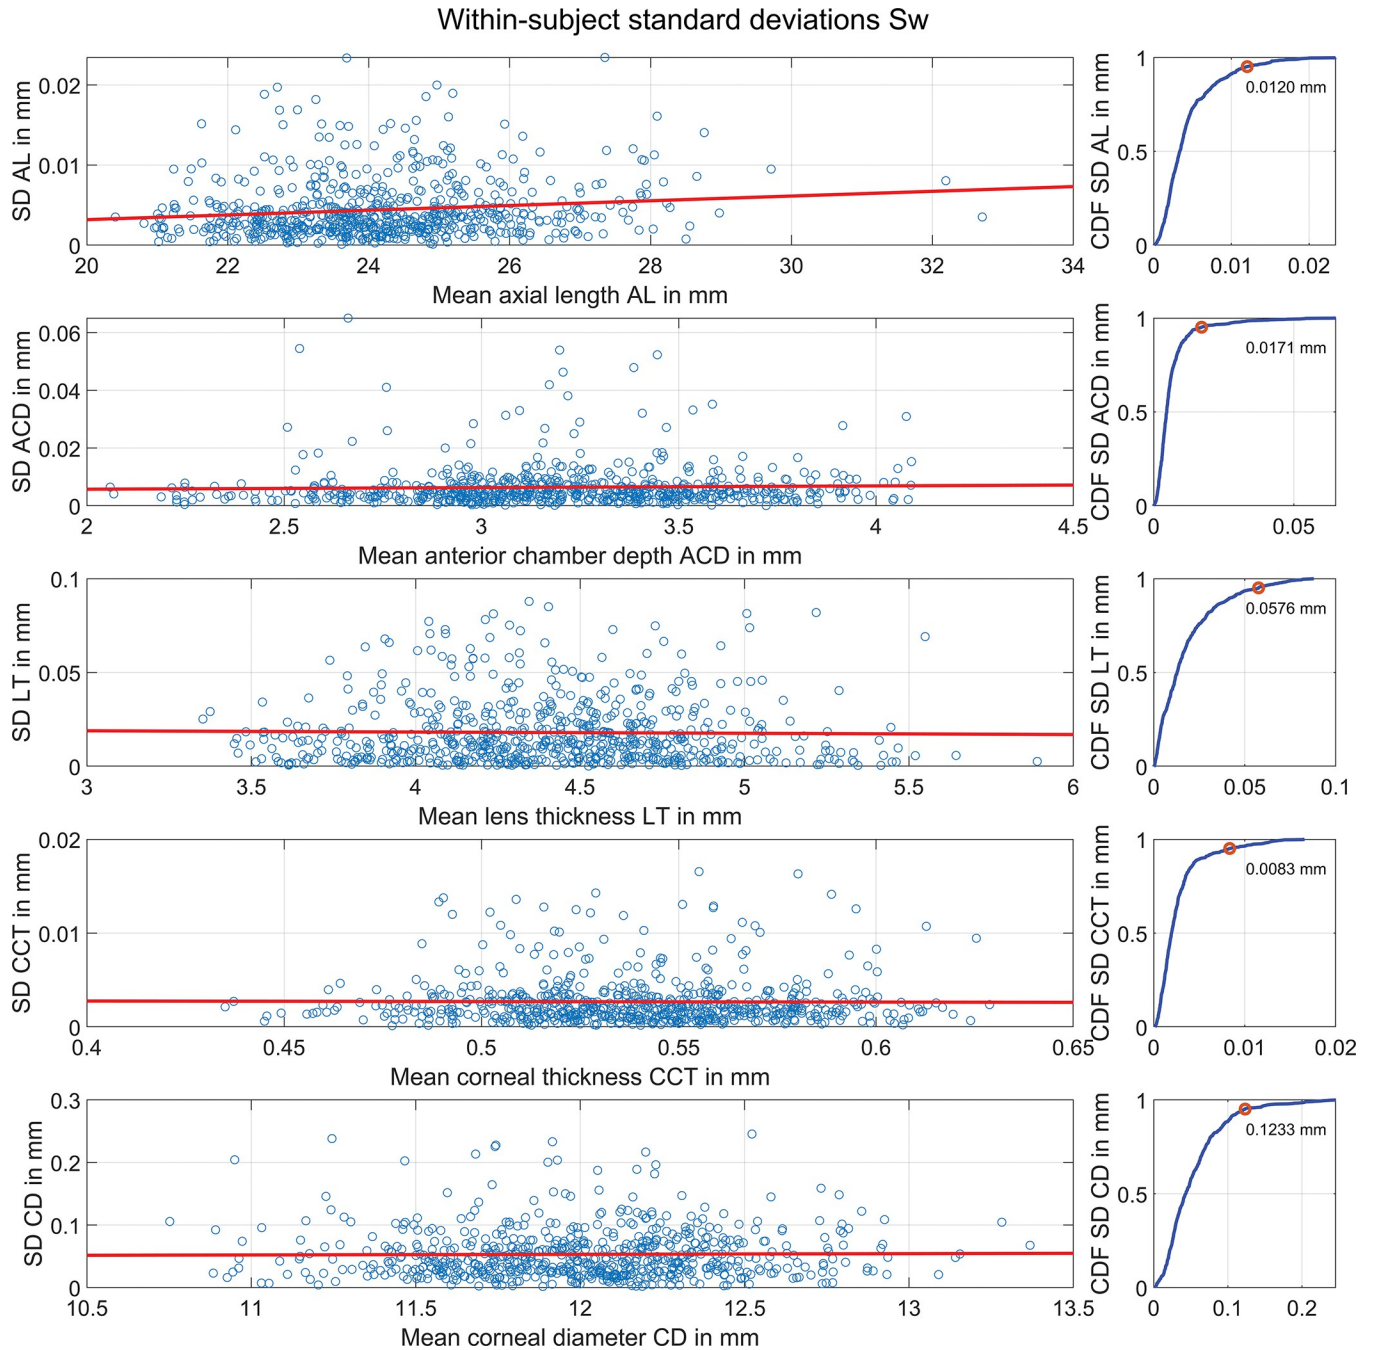 Within-subject standard deviations Sw
SD AL in mm
0.02
0.01
0
20 22 24 26 28 30 32 34
Mean axial length AL in mm
CDF SD AL in mm
1
0.5
0
0 0.01 0.02
0.0120 mm
SD ACD in mm
0.06
0.04
0.02
0
2 2.5 3 3.5 4 4.5
Mean anterior chamber depth ACD in mm
CDF SD ACD in mm
1
0.5
0
0 0.05
0.0171 mm
SD LT in mm
0.1
0.05
0
3 3.5 4 4.5 5 5.5 6
Mean lens thickness LT in mm
CDF SD LT in mm
1
0.5
0
0 0.05 0.1
0.0576 mm
SD CCT in mm
0.02
0.01
0
0.4 0.45 0.5 0.55 0.6 0.65
Mean corneal thickness CCT in mm
CDF SD CCT in mm
1
0.5
0
0 0.01 0.02
0.0083 mm
SD CD in mm
0.3
0.2
0.1
0
10.5 11 11.5 12 12.5 13 13.5
Mean corneal diameter CD in mm
CDF SD CD in mm
1
0.5
0
0 0.1 0.2
0.1233 mm